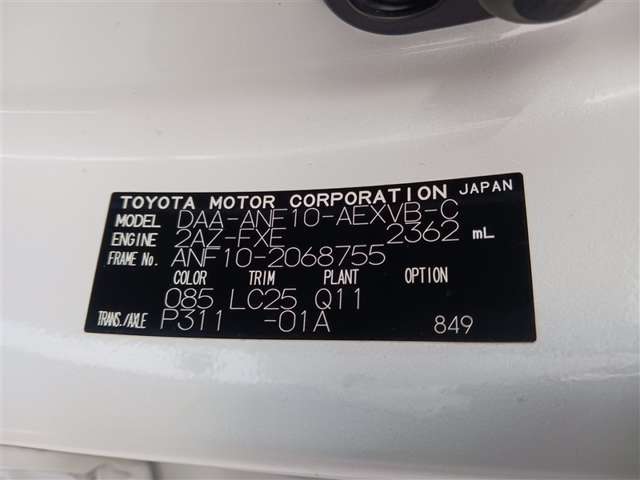 TOYOTA MOTOR CORPORATION JAPAN
MODEL DAA-ANF10-AEXVB-C
ENGINE 2AZ-FXE 2362 mL
FRAME No. ANF10-2068755
COLOR TRIM PLANT OPTION
085 LC25 Q11
TRANS./AXLE P311 -01A 849